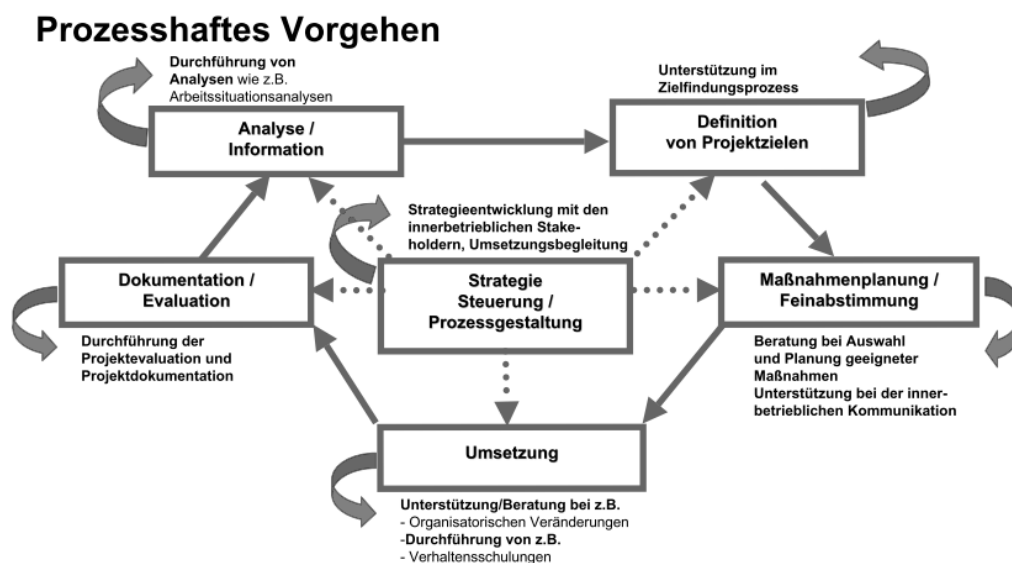 Prozesshaftes Vorgehen
Durchführung von
Analysen wie z.B.
Arbeitssituationsanalysen
Analyse /
Information
Unterstützung im
Zielfindungsprozess
Definition
von Projektzielen
Strategieentwicklung mit den
innerbetrieblichen Stake-
holdern, Umsetzungsbegleitung
Dokumentation /
Evaluation
Strategie
Steuerung /
Prozessgestaltung
Maßnahmenplanung /
Feinabstimmung
Durchführung der
Projektevaluation und
Projektdokumentation
Beratung bei Auswahl
und Planung geeigneter
Maßnahmen
Unterstützung bei der inner-
betrieblichen Kommunikation
Umsetzung
Unterstützung/Beratung bei z.B.
- Organisatorischen Veränderungen
-Durchführung von z.B.
- Verhaltensschulungen